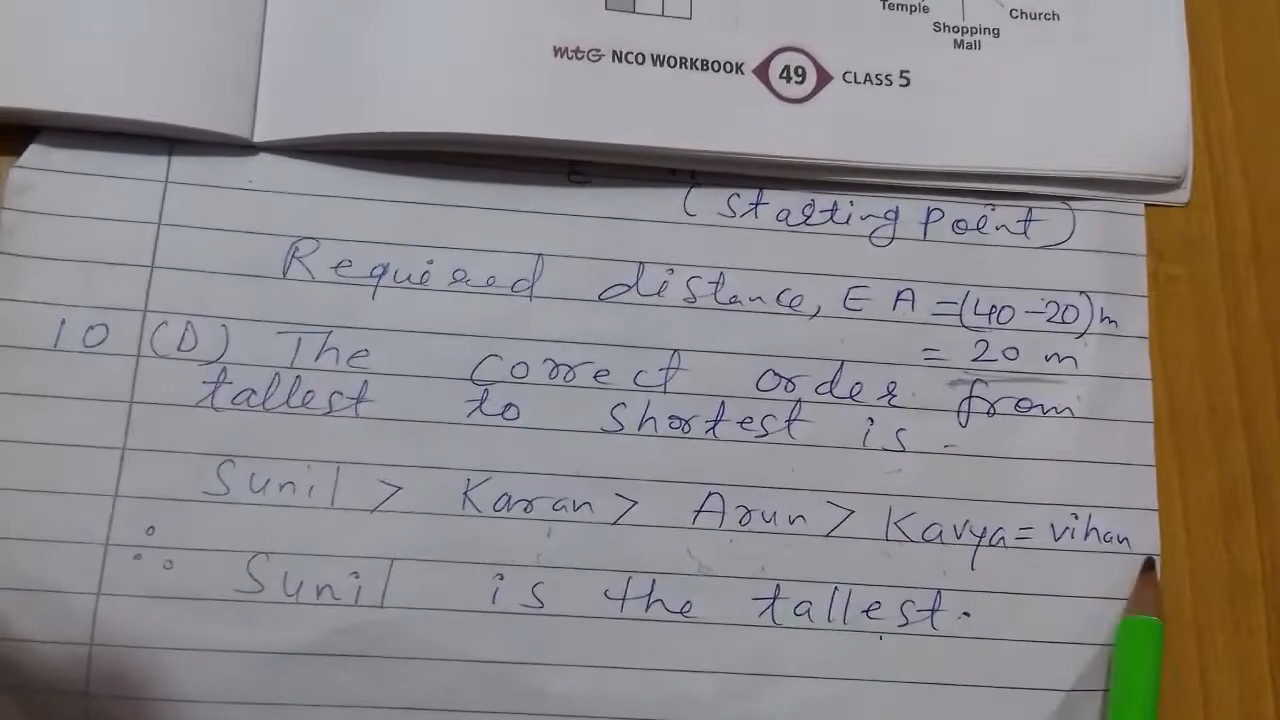 Temple
Church
Shopping
Mall
mtG NCO WORKBOOK 49 CLASS 5
(Starting point)
Required distance, EA =(40-20)m
= 20 m
10 (D) The correct order from
tallest to shortest is -
Sunil > Karan > Arun > Kavya = vihan
∴ Sunil is the tallest.